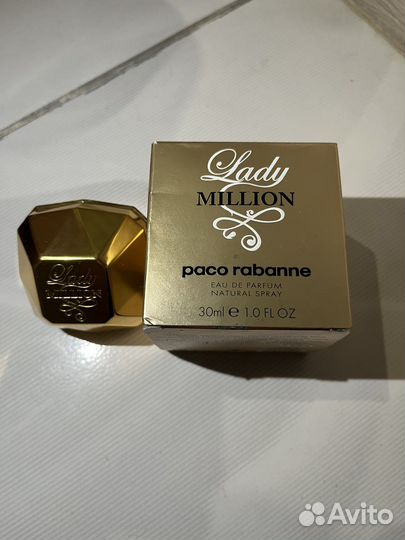 Lady
MILLION
Lady
MILLION
paco rabanne
EAU DE PARFUM
NATURAL SPRAY
30ml e 1.0 FL OZ
Avito